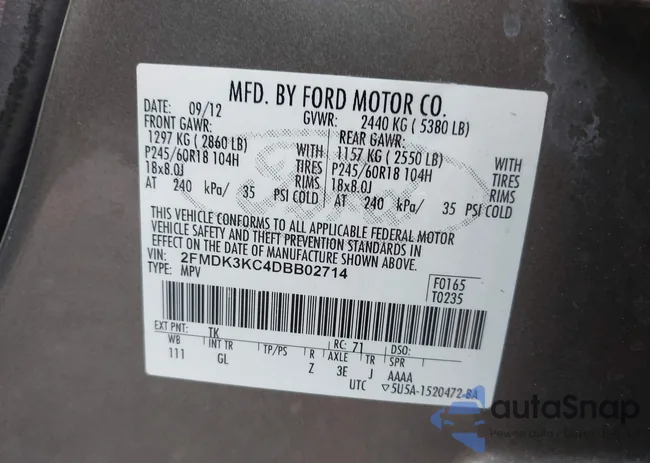 MFD. BY FORD MOTOR CO.
DATE: 09/12 GVWR: 2440 KG ( 5380 LB)
FRONT GAWR: REAR GAWR:
1297 KG ( 2860 LB) WITH 1157 KG ( 2550 LB) WITH
P245/60R18 104H TIRES P245/60R18 104H TIRES
18x8.0J RIMS 18x8.0J RIMS
AT 240 kPa/ 35 PSI COLD AT 240 kPa/ 35 PSI COLD
THIS VEHICLE CONFORMS TO ALL APPLICABLE FEDERAL MOTOR
VEHICLE SAFETY AND THEFT PREVENTION STANDARDS IN
EFFECT ON THE DATE OF MANUFACTURE SHOWN ABOVE.
VIN: 2FMDK3KC4DBB02714
TYPE: MPV
F0165
T0235
EXT PNT: TK RC: 71 DSO:
WB INT TR TP/PS R AXLE TR SPR
111 GL Z 3E J AAAA
UTC ▽5U5A-1520472-BA
autoSnap